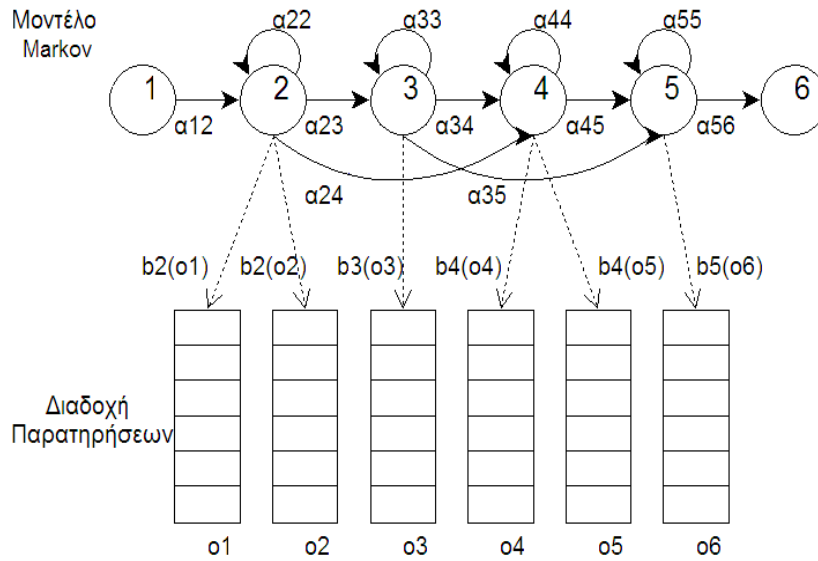 Μοντέλο
Markov
α22 α33 α44 α55
1 2 3 4 5 6
α12 α23 α34 α45 α56
α24 α35
b2(o1) b2(o2) b3(o3) b4(o4) b4(o5) b5(o6)
Διαδοχή
Παρατηρήσεων
o1 o2 o3 o4 o5 o6